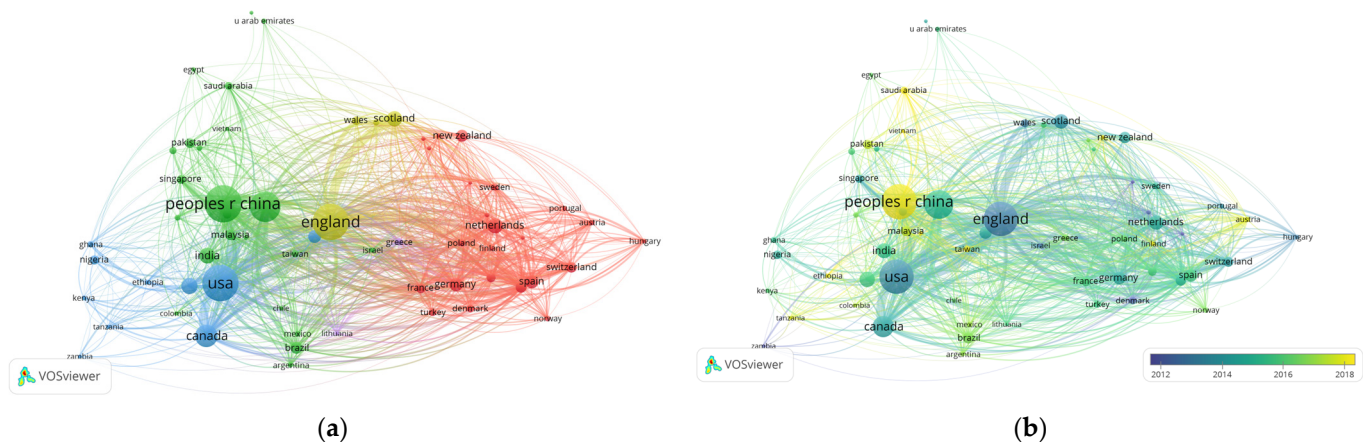 u arab emirates
egypt
saudi arabia
wales
scotland
vietnam
new zealand
pakistan
singapore
sweden
peoples r china
england
netherlands
portugal
austria
malaysia
greece
poland
hungary
ghana
israel
finland
india
taiwan
nigeria
switzerland
ethiopia
usa
france
germany
spain
kenya
colombia
chile
turkey
denmark
norway
tanzania
canada
mexico
lithuania
brazil
zambia
argentina
VOSviewer
(a)
u arab emirates
egypt
saudi arabia
wales
scotland
vietnam
new zealand
pakistan
singapore
sweden
peoples r china
england
netherlands
portugal
austria
malaysia
greece
poland
hungary
ghana
israel
finland
india
taiwan
nigeria
switzerland
ethiopia
usa
france
germany
spain
kenya
colombia
chile
turkey
denmark
norway
tanzania
canada
mexico
lithuania
brazil
zambia
argentina
VOSviewer
2012 2014 2016 2018
(b)